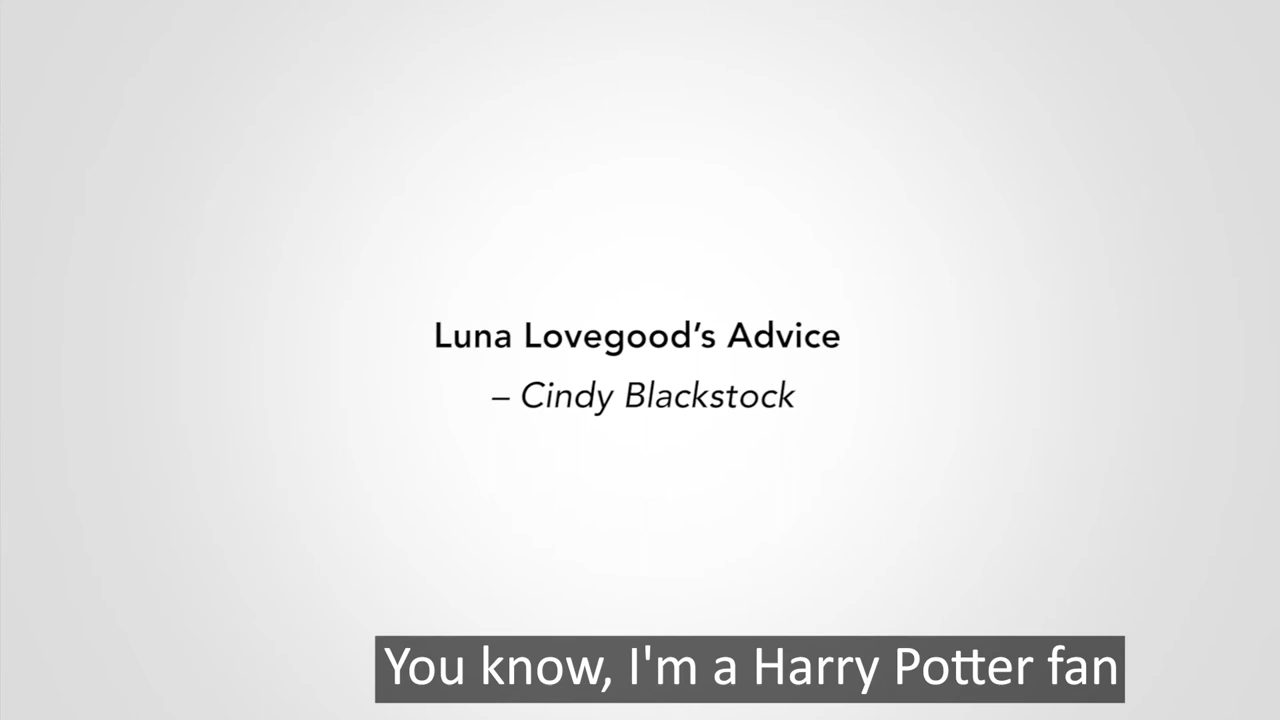 Luna Lovegood’s Advice
– Cindy Blackstock
You know, I'm a Harry Potter fan